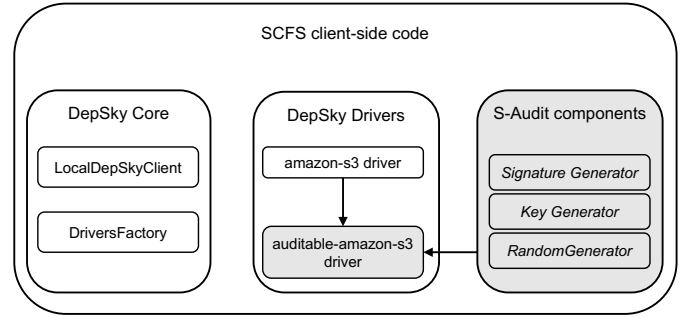 SCFS client-side code
DepSky Core
LocalDepSkyClient
DriversFactory
DepSky Drivers
amazon-s3 driver
auditable-amazon-s3
driver
S-Audit components
Signature Generator
Key Generator
RandomGenerator